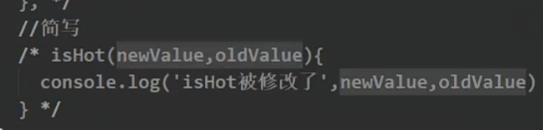 }, */
//简写
/* isHot(newValue,oldValue){
console.log('isHot被修改了',newValue,oldValue)
} */